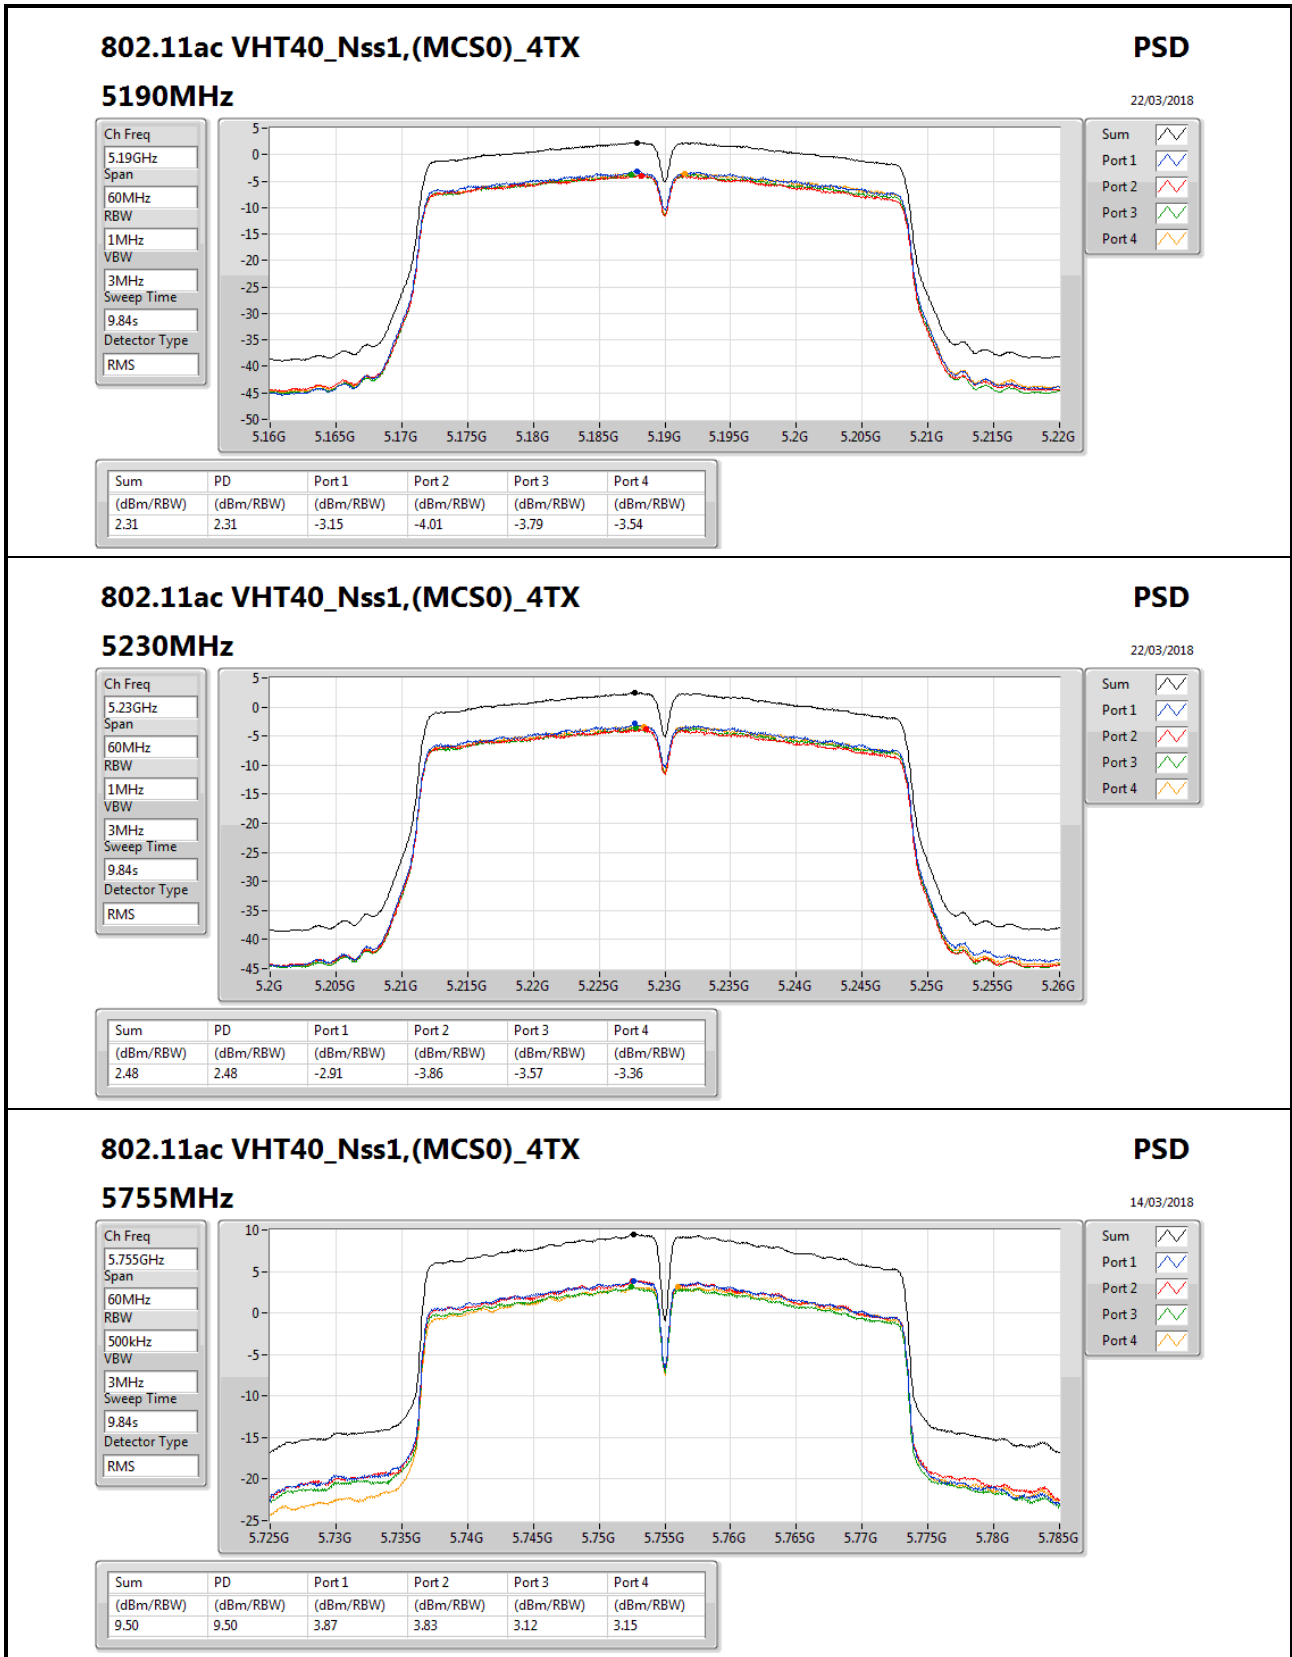 802.11ac VHT40_Nss1,(MCS0)_4TX PSD
5190MHz 22/03/2018
Ch Freq
5.19GHz
Span
60MHz
RBW
1MHz
VBW
3MHz
Sweep Time
9.84s
Detector Type
RMS
5
0
-5
-10
-15
-20
-25
-30
-35
-40
-45
-50
5.16G 5.165G 5.17G 5.175G 5.18G 5.185G 5.19G 5.195G 5.2G 5.205G 5.21G 5.215G 5.22G
Sum
Port 1
Port 2
Port 3
Port 4
Sum PD Port 1 Port 2 Port 3 Port 4
(dBm/RBW) (dBm/RBW) (dBm/RBW) (dBm/RBW) (dBm/RBW) (dBm/RBW)
2.31 2.31 -3.15 -4.01 -3.79 -3.54
802.11ac VHT40_Nss1,(MCS0)_4TX PSD
5230MHz 22/03/2018
Ch Freq
5.23GHz
Span
60MHz
RBW
1MHz
VBW
3MHz
Sweep Time
9.84s
Detector Type
RMS
5
0
-5
-10
-15
-20
-25
-30
-35
-40
-45
5.2G 5.205G 5.21G 5.215G 5.22G 5.225G 5.23G 5.235G 5.24G 5.245G 5.25G 5.255G 5.26G
Sum
Port 1
Port 2
Port 3
Port 4
Sum PD Port 1 Port 2 Port 3 Port 4
(dBm/RBW) (dBm/RBW) (dBm/RBW) (dBm/RBW) (dBm/RBW) (dBm/RBW)
2.48 2.48 -2.91 -3.86 -3.57 -3.36
802.11ac VHT40_Nss1,(MCS0)_4TX PSD
5755MHz 14/03/2018
Ch Freq
5.755GHz
Span
60MHz
RBW
500kHz
VBW
3MHz
Sweep Time
9.84s
Detector Type
RMS
10
5
0
-5
-10
-15
-20
-25
5.725G 5.73G 5.735G 5.74G 5.745G 5.75G 5.755G 5.76G 5.765G 5.77G 5.775G 5.78G 5.785G
Sum
Port 1
Port 2
Port 3
Port 4
Sum PD Port 1 Port 2 Port 3 Port 4
(dBm/RBW) (dBm/RBW) (dBm/RBW) (dBm/RBW) (dBm/RBW) (dBm/RBW)
9.50 9.50 3.87 3.83 3.12 3.15